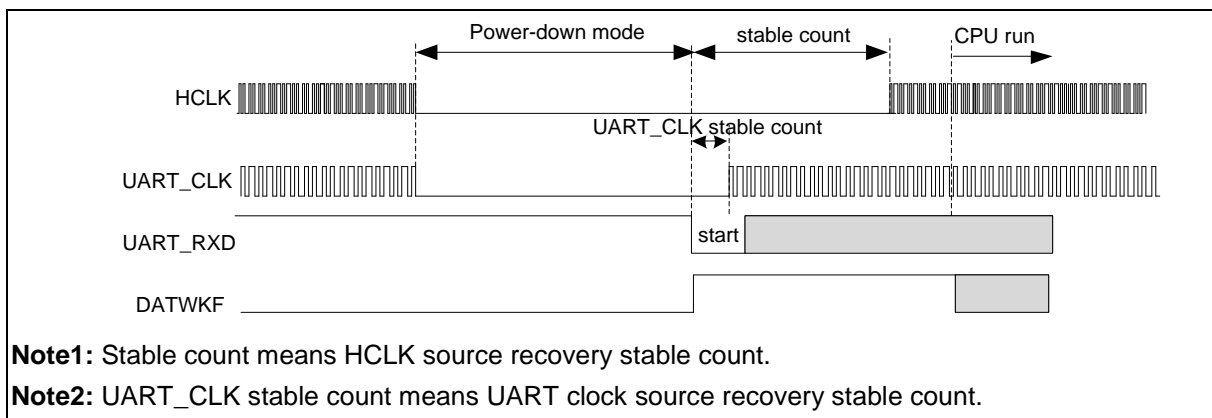 Power-down mode
stable count
CPU run
HCLK
UART_CLK stable count
UART_CLK
UART_RXD
start
DATWKF
Note1: Stable count means HCLK source recovery stable count.
Note2: UART_CLK stable count means UART clock source recovery stable count.